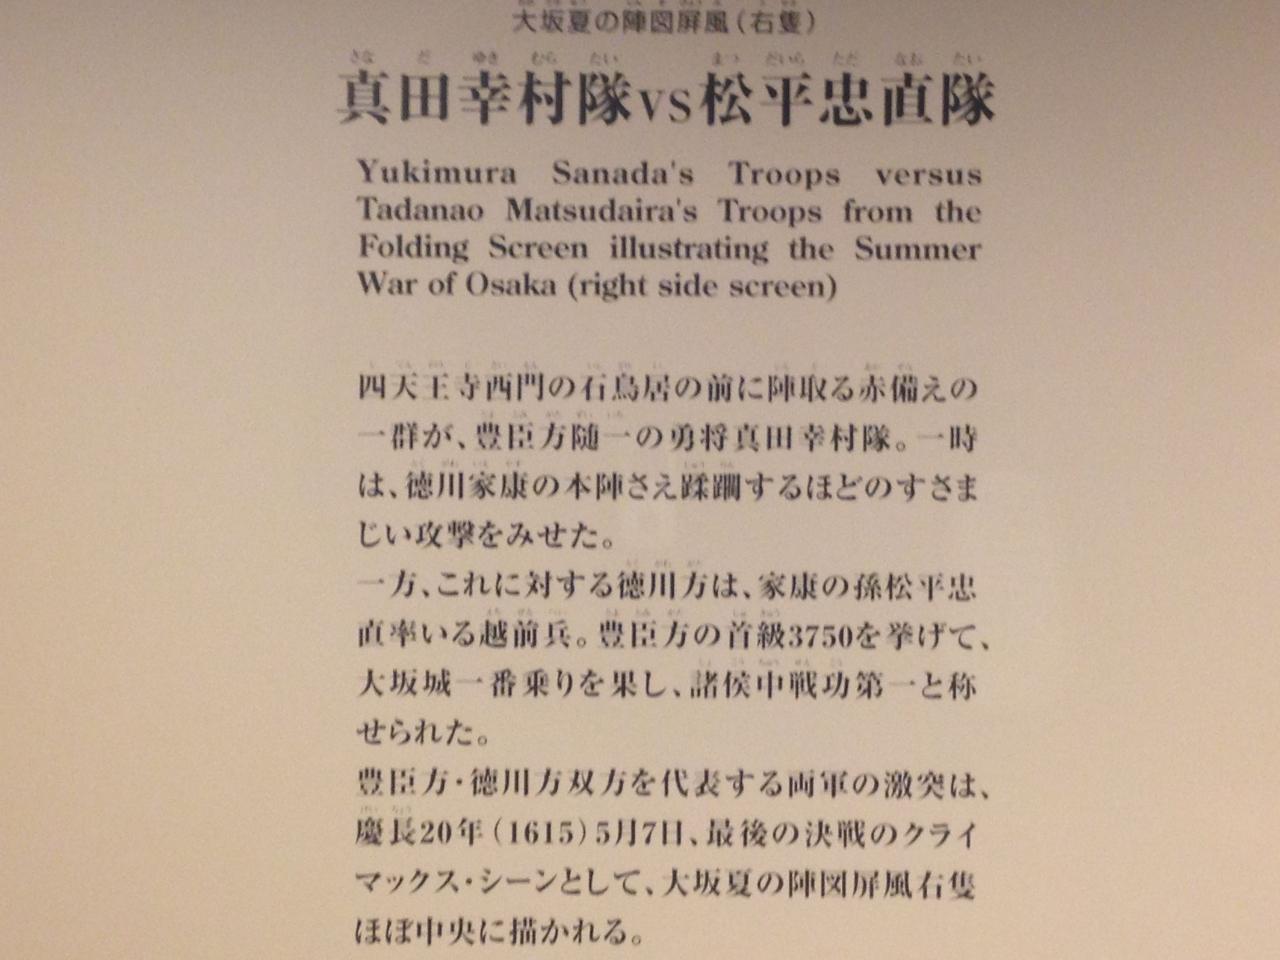 大坂夏の陣図屏風(右隻)
真田幸村隊vs松平忠直隊
Yukimura Sanada's Troops versus
Tadanao Matsudaira's Troops from the
Folding Screen illustrating the Summer
War of Osaka (right side screen)
四天王寺西門の石鳥居の前に陣取る赤備えの
一群が、豊臣方随一の勇将真田幸村隊。一時
は、徳川家康の本陣さえ蹂躙するほどのすさま
じい攻撃をみせた。
一方、これに対する徳川方は、家康の孫松平忠
直率いる越前兵。豊臣方の首級3750を挙げて、
大坂城一番乗りを果し、諸侯中戦功第一と称
せられた。
豊臣方・徳川方双方を代表する両軍の激突は、
慶長20年(1615)5月7日、最後の決戦のクライ
マックス・シーンとして、大坂夏の陣図屏風右隻
ほぼ中央に描かれる。